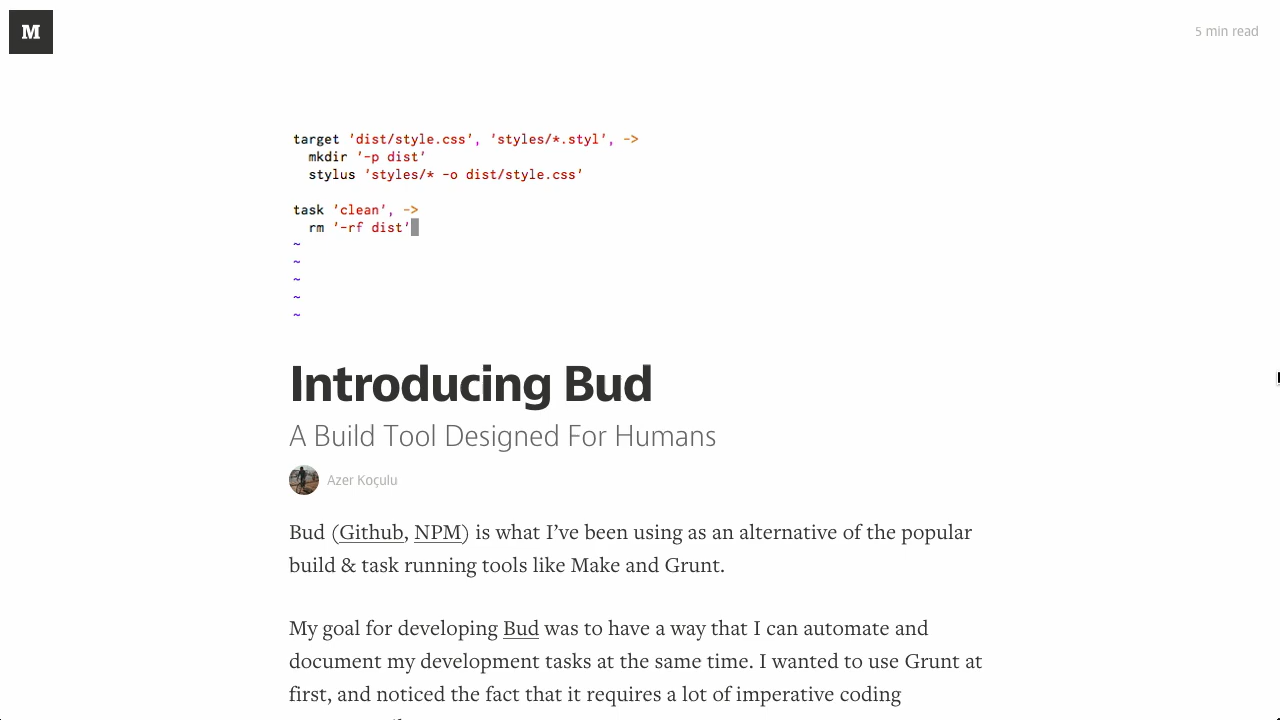 M
5 min read
target 'dist/style.css', 'styles/*.styl', ->
mkdir '-p dist'
stylus 'styles/* -o dist/style.css'
task 'clean', ->
rm '-rf dist'
~
~
~
~
~
Introducing Bud
A Build Tool Designed For Humans
Azer Koçulu
Bud (Github, NPM) is what I’ve been using as an alternative of the popular
build & task running tools like Make and Grunt.
My goal for developing Bud was to have a way that I can automate and
document my development tasks at the same time. I wanted to use Grunt at
first, and noticed the fact that it requires a lot of imperative coding